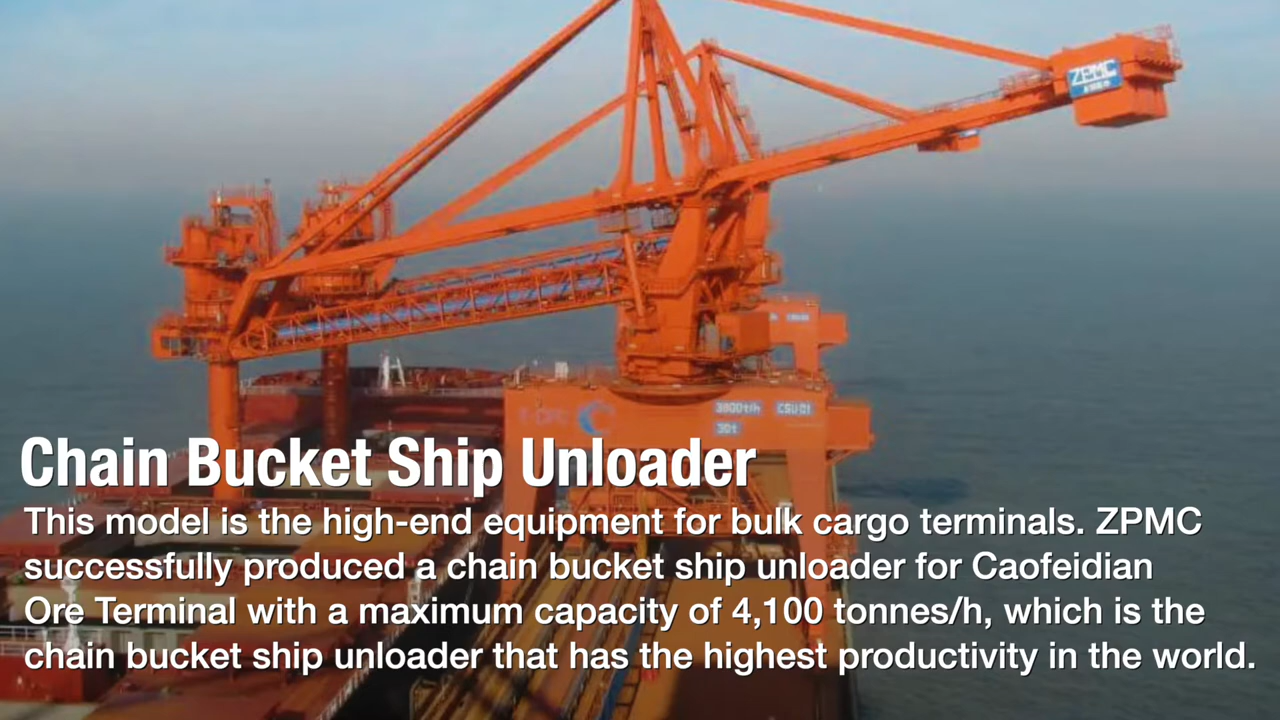 ZPMC
3800t/h CSU 01
30t
Chain Bucket Ship Unloader
This model is the high-end equipment for bulk cargo terminals. ZPMC
successfully produced a chain bucket ship unloader for Caofeidian
Ore Terminal with a maximum capacity of 4,100 tonnes/h, which is the
chain bucket ship unloader that has the highest productivity in the world.